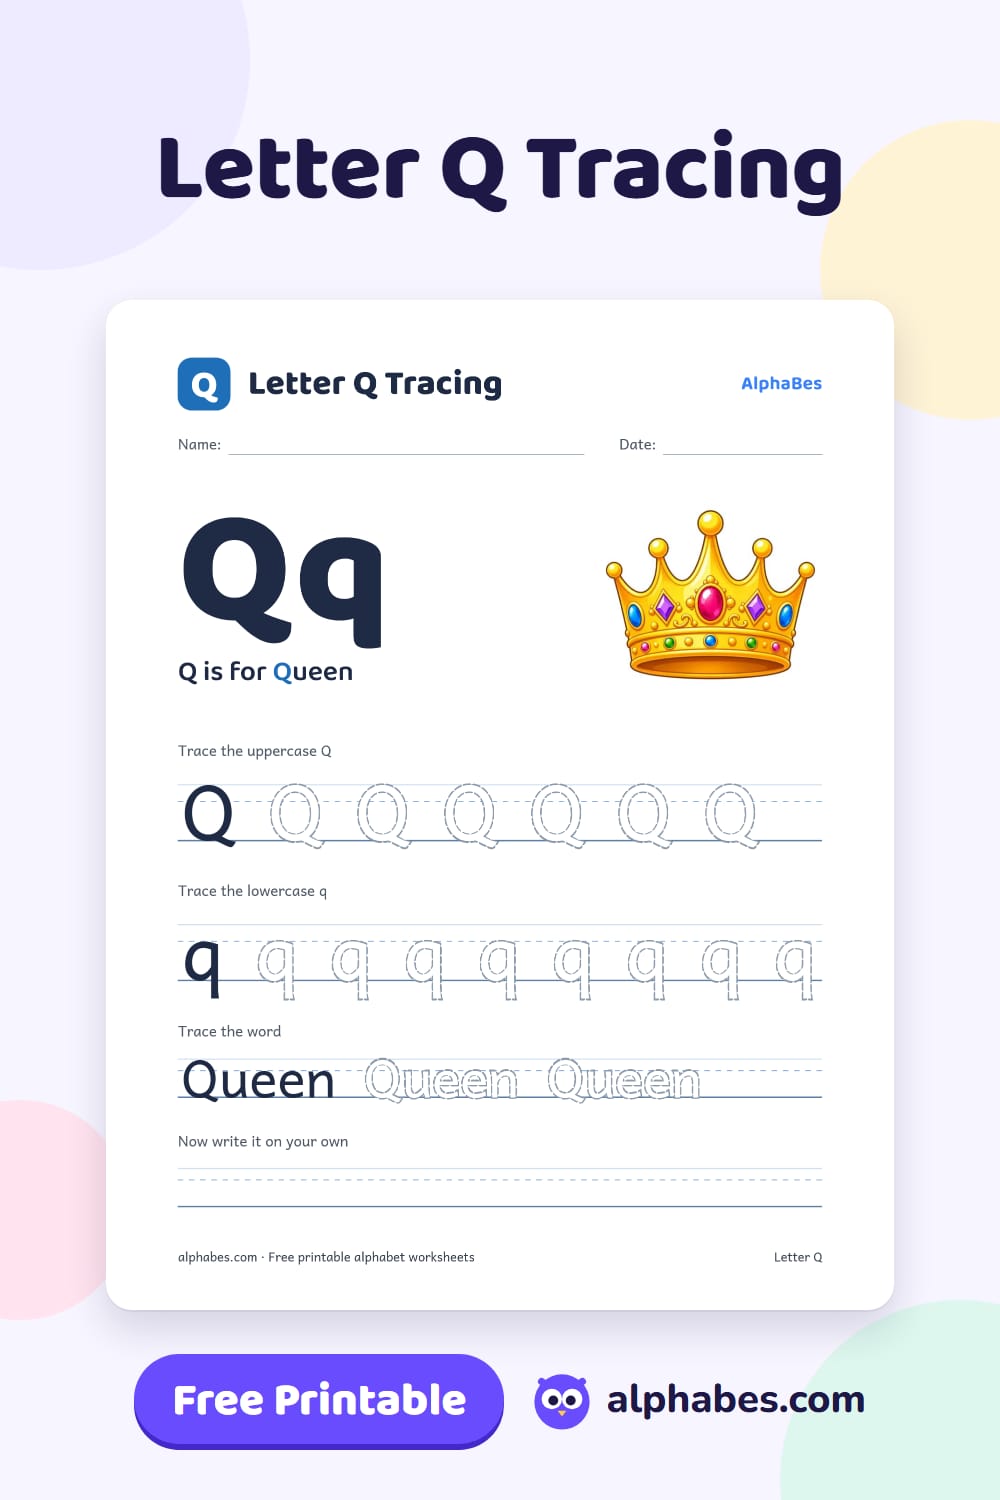 Letter Q Tracing
Q Letter Q Tracing AlphaBes
Name: Date:
Qq
Q is for Queen
Trace the uppercase Q
Q Q Q Q Q Q Q
Trace the lowercase q
q q q q q q q q q
Trace the word
Queen Queen Queen
Now write it on your own
alphabes.com · Free printable alphabet worksheets Letter Q
Free Printable alphabes.com